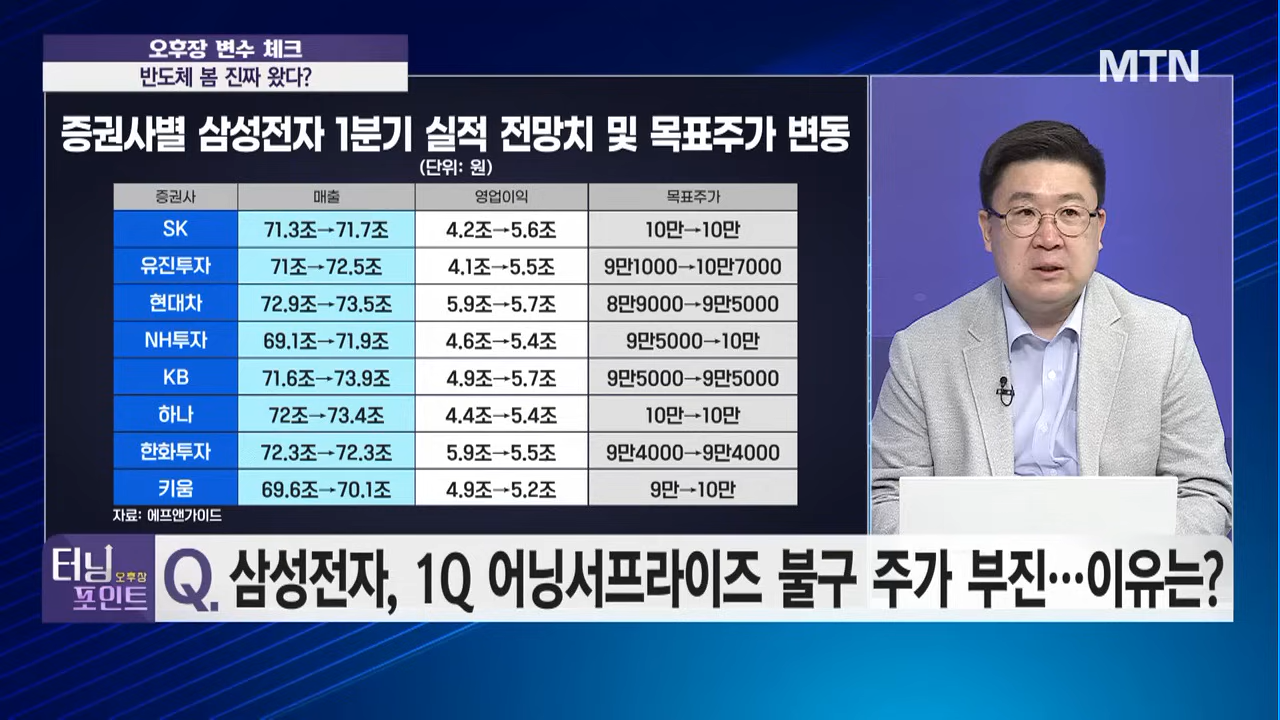 오후장 변수 체크
반도체 봄 진짜 왔다?
MTN
증권사별 삼성전자 1분기 실적 전망치 및 목표주가 변동
(단위: 원)
증권사 매출 영업이익 목표주가
SK 71.3조→71.7조 4.2조→5.6조 10만→10만
유진투자 71조→72.5조 4.1조→5.5조 9만1000→10만7000
현대차 72.9조→73.5조 5.9조→5.7조 8만9000→9만5000
NH투자 69.1조→71.9조 4.6조→5.4조 9만5000→10만
KB 71.6조→73.9조 4.9조→5.7조 9만5000→9만5000
하나 72조→73.4조 4.4조→5.4조 10만→10만
한화투자 72.3조→72.3조 5.9조→5.5조 9만4000→9만4000
키움 69.6조→70.1조 4.9조→5.2조 9만→10만
자료: 에프앤가이드
터닝 오후장
포인트
Q. 삼성전자, 1Q 어닝서프라이즈 불구 주가 부진…이유는?